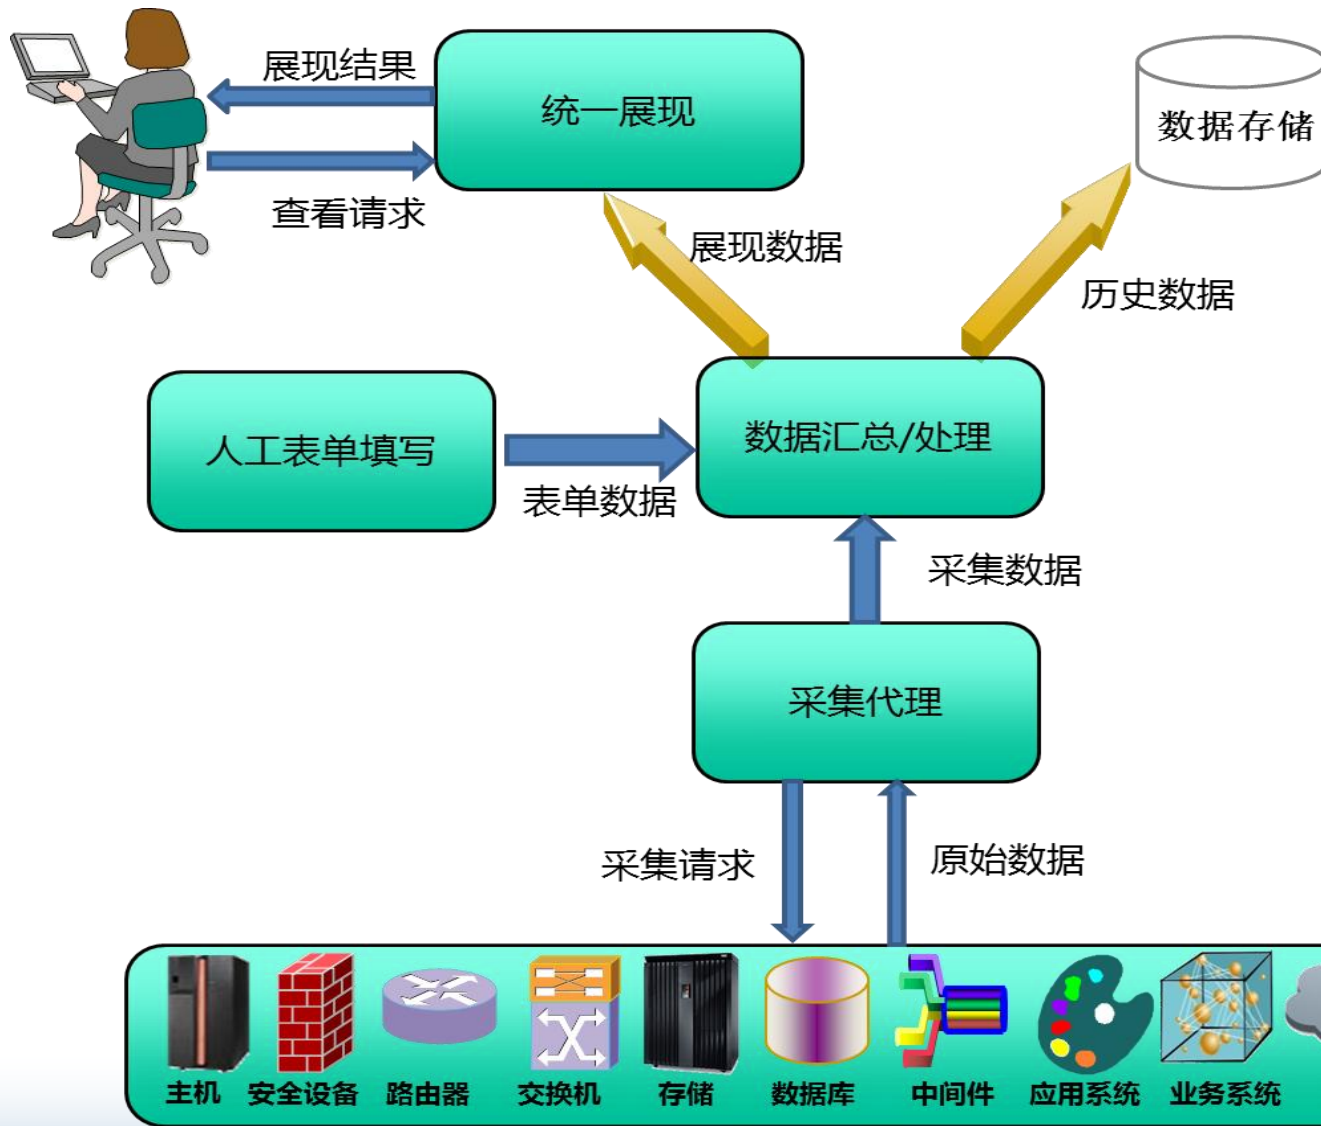 展现结果
统一展现
数据存储
查看请求
展现数据
历史数据
人工表单填写
数据汇总/处理
表单数据
采集数据
采集代理
采集请求
原始数据
主机
安全设备
路由器
交换机
存储
数据库
中间件
应用系统
业务系统